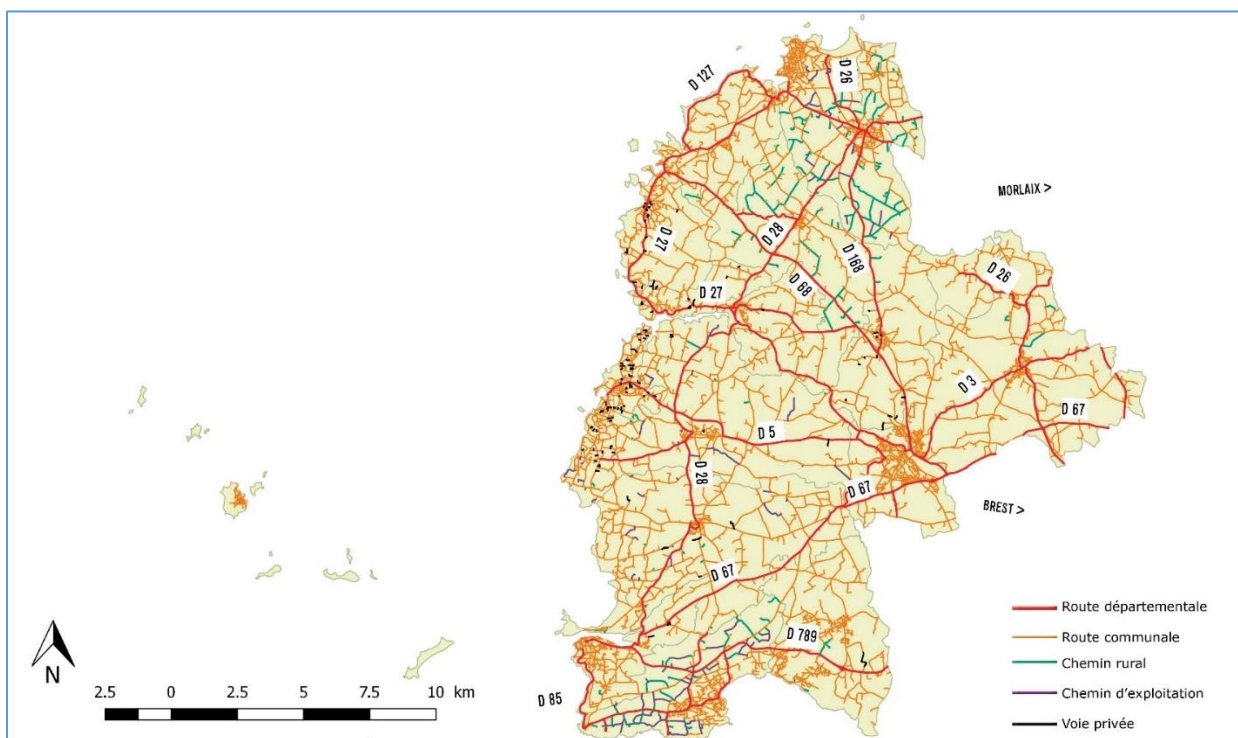 D 127
D 26
MORLAIX >
D 27
D 28
D 168
D 26
D 27
D 68
D 3
D 67
D 5
D 28
D 67
BREST >
D 67
D 789
D 85
N
2.5 0 2.5 5 7.5 10 km
Route départementale
Route communale
Chemin rural
Chemin d'exploitation
Voie privée